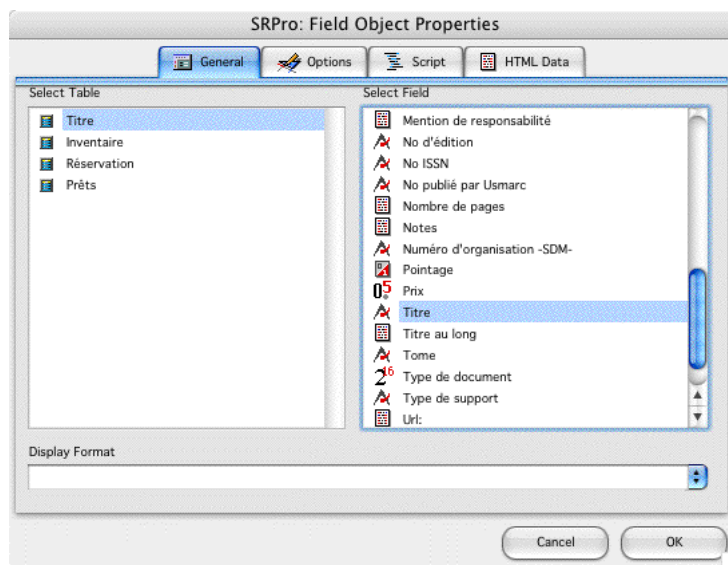 SRPro: Field Object Properties
General
Options
Script
HTML Data
Select Table
Titre
Inventaire
Réservation
Prêts
Select Field
Mention de responsabilité
No d'édition
No ISSN
No publié par Usmarc
Nombre de pages
Notes
Numéro d'organisation -SDM-
Pointage
Prix
Titre
Titre au long
Tome
Type de document
Type de support
Url:
Display Format
Cancel
OK